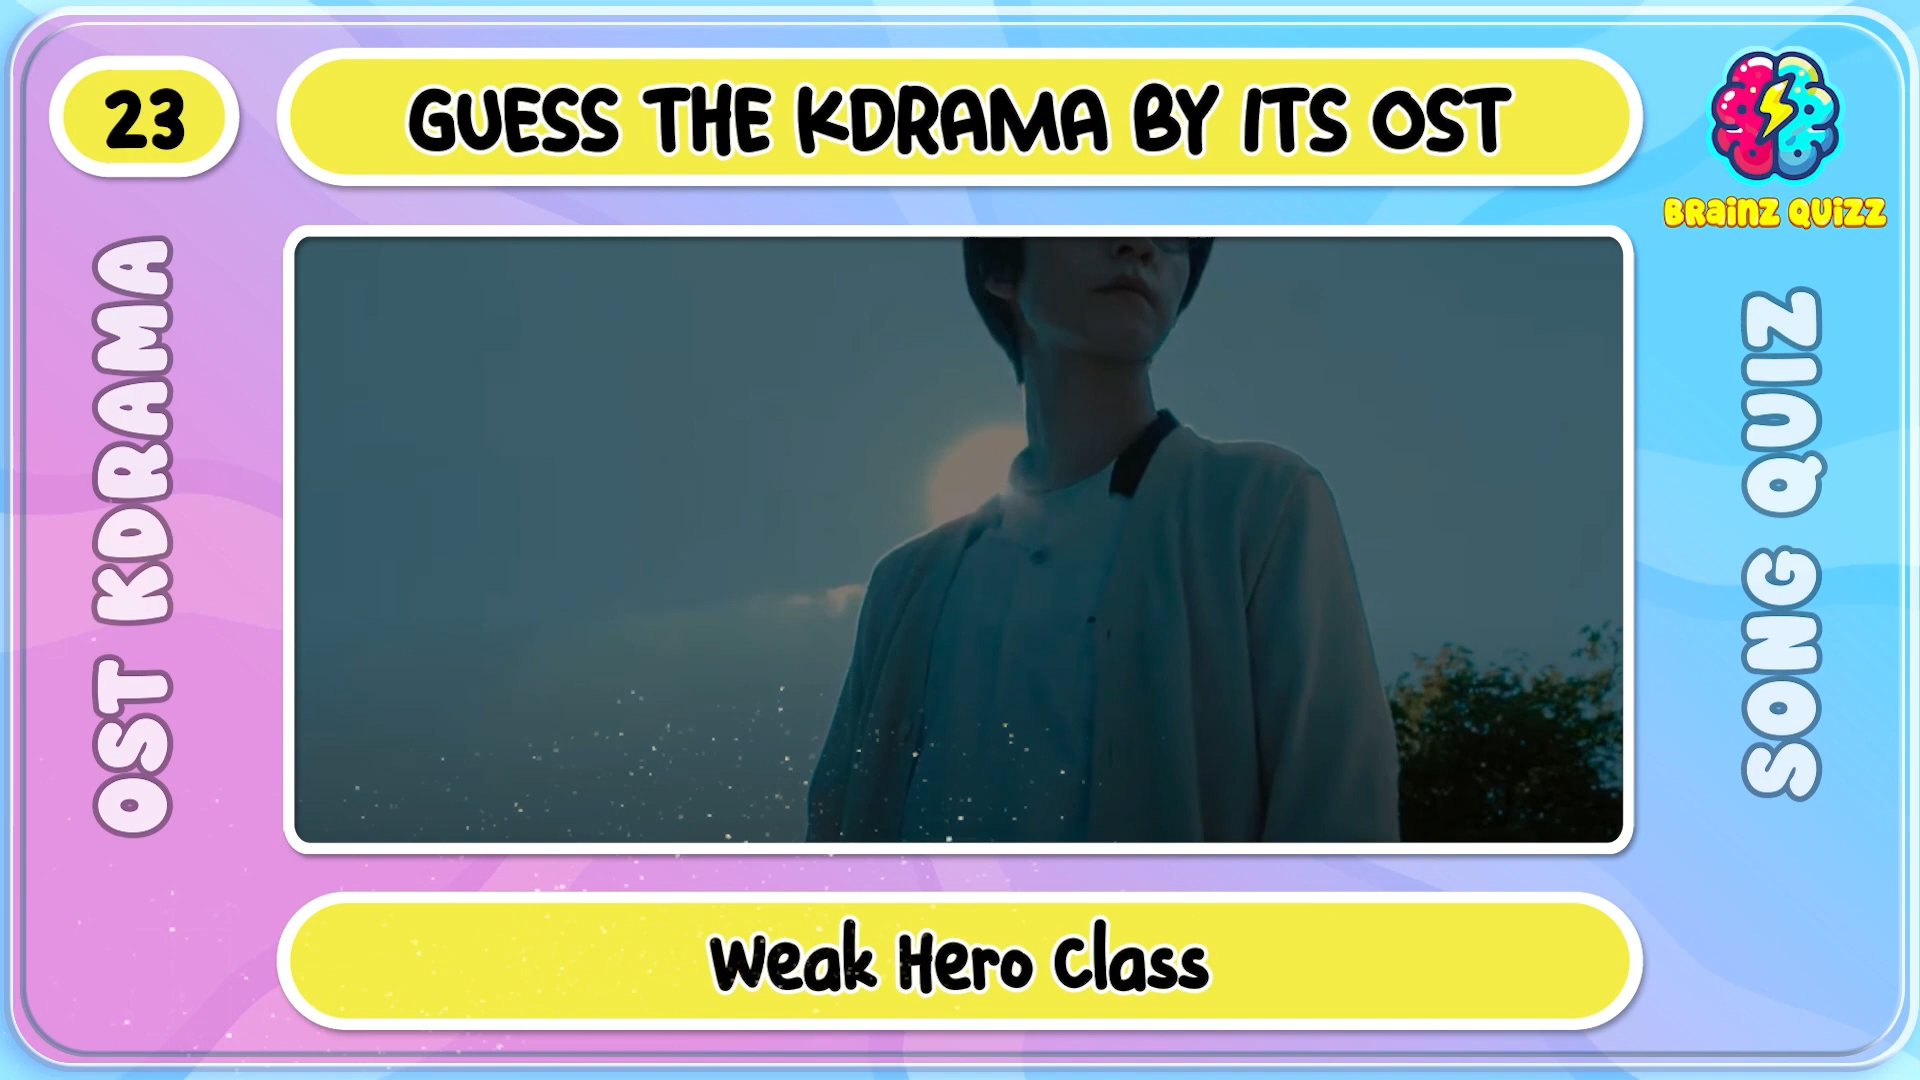 23
GUESS THE KDRAMA BY ITS OST
BRainZ QUiZZ
OST KDRAMA
SONG QUIZ
Weak Hero Class